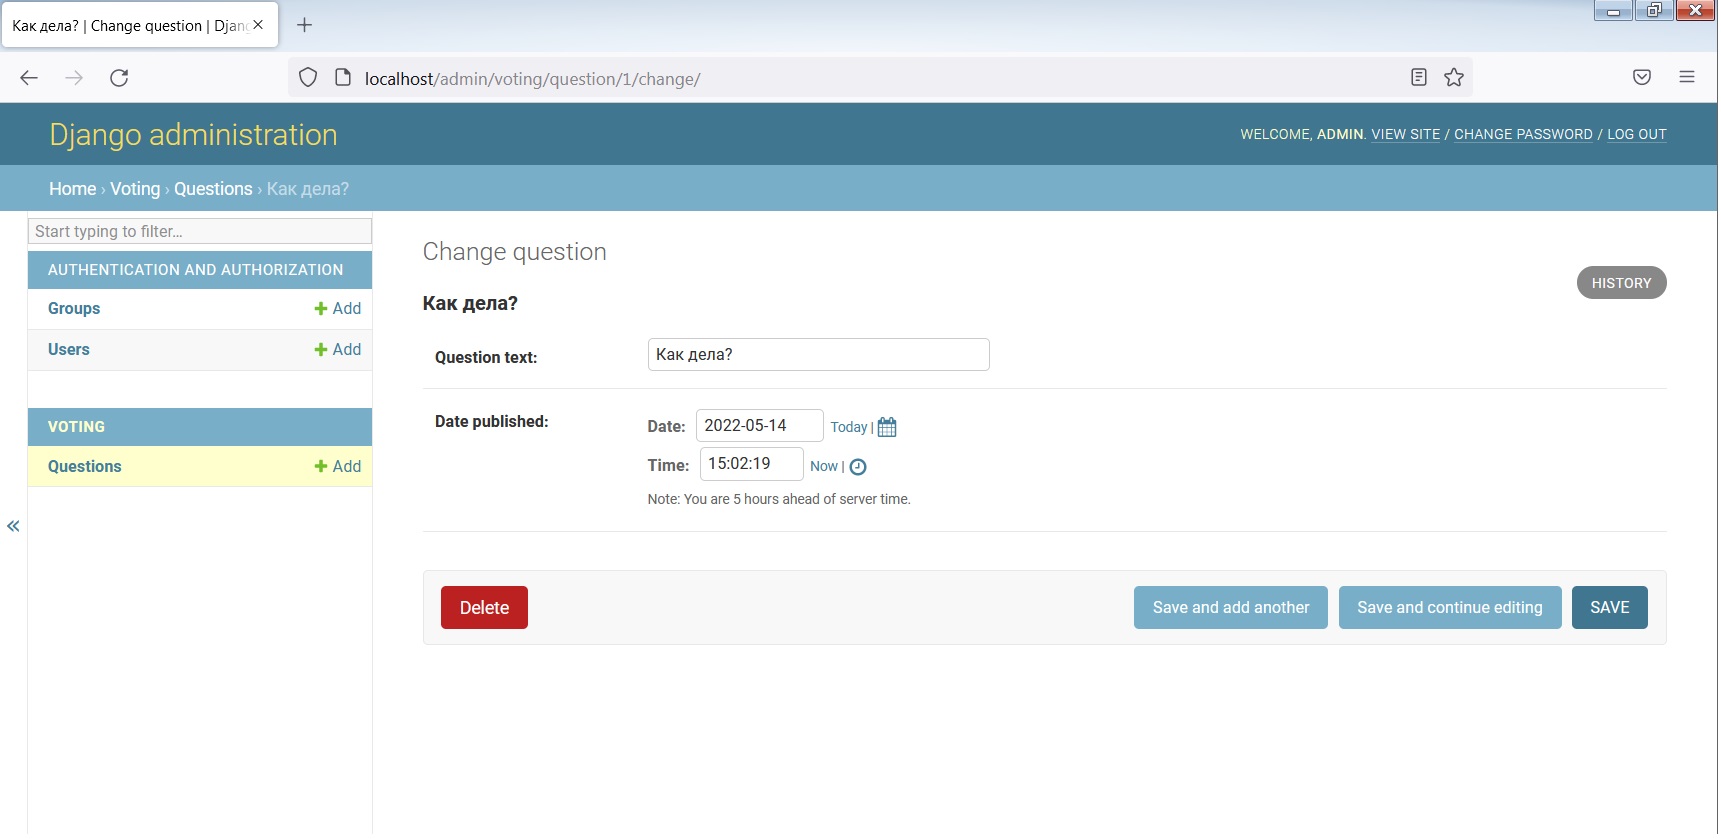 Как дела? | Change question | Djang
localhost/admin/voting/question/1/change/
Django administration
WELCOME, ADMIN. VIEW SITE / CHANGE PASSWORD / LOG OUT
Home › Voting › Questions › Как дела?
Start typing to filter...
AUTHENTICATION AND AUTHORIZATION
Groups Add
Users Add
VOTING
Questions Add
Change question
HISTORY
Как дела?
Question text: Как дела?
Date published: Date: 2022-05-14 Today |
Time: 15:02:19 Now |
Note: You are 5 hours ahead of server time.
Delete Save and add another Save and continue editing SAVE